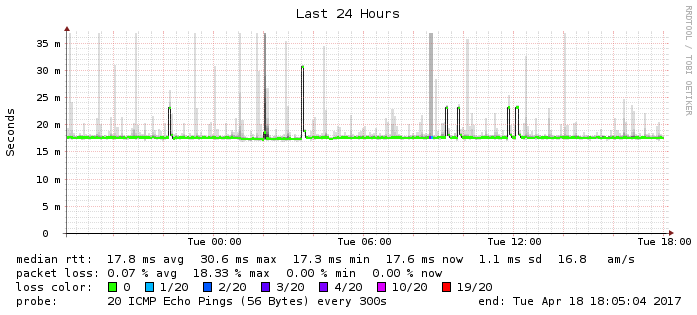 Last 24 Hours
RRDTOOL / TOBI OETIKER
Seconds
35 m
30 m
25 m
20 m
15 m
10 m
5 m
0
Tue 00:00 Tue 06:00 Tue 12:00 Tue 18:00
median rtt: 17.8 ms avg 30.6 ms max 17.3 ms min 17.6 ms now 1.1 ms sd 16.8 am/s
packet loss: 0.07 % avg 18.33 % max 0.00 % min 0.00 % now
loss color: 0 1/20 2/20 3/20 4/20 10/20 19/20
probe: 20 ICMP Echo Pings (56 Bytes) every 300s end: Tue Apr 18 18:05:04 2017